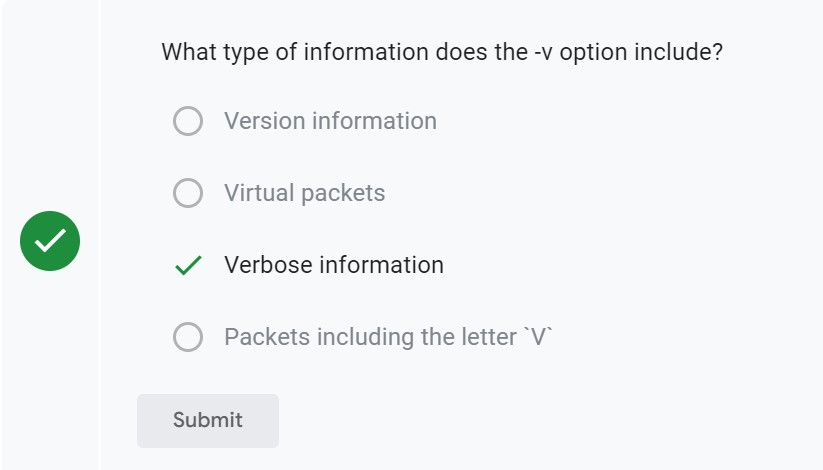 What type of information does the -v option include?
Version information
Virtual packets
Verbose information
Packets including the letter `V`
Submit